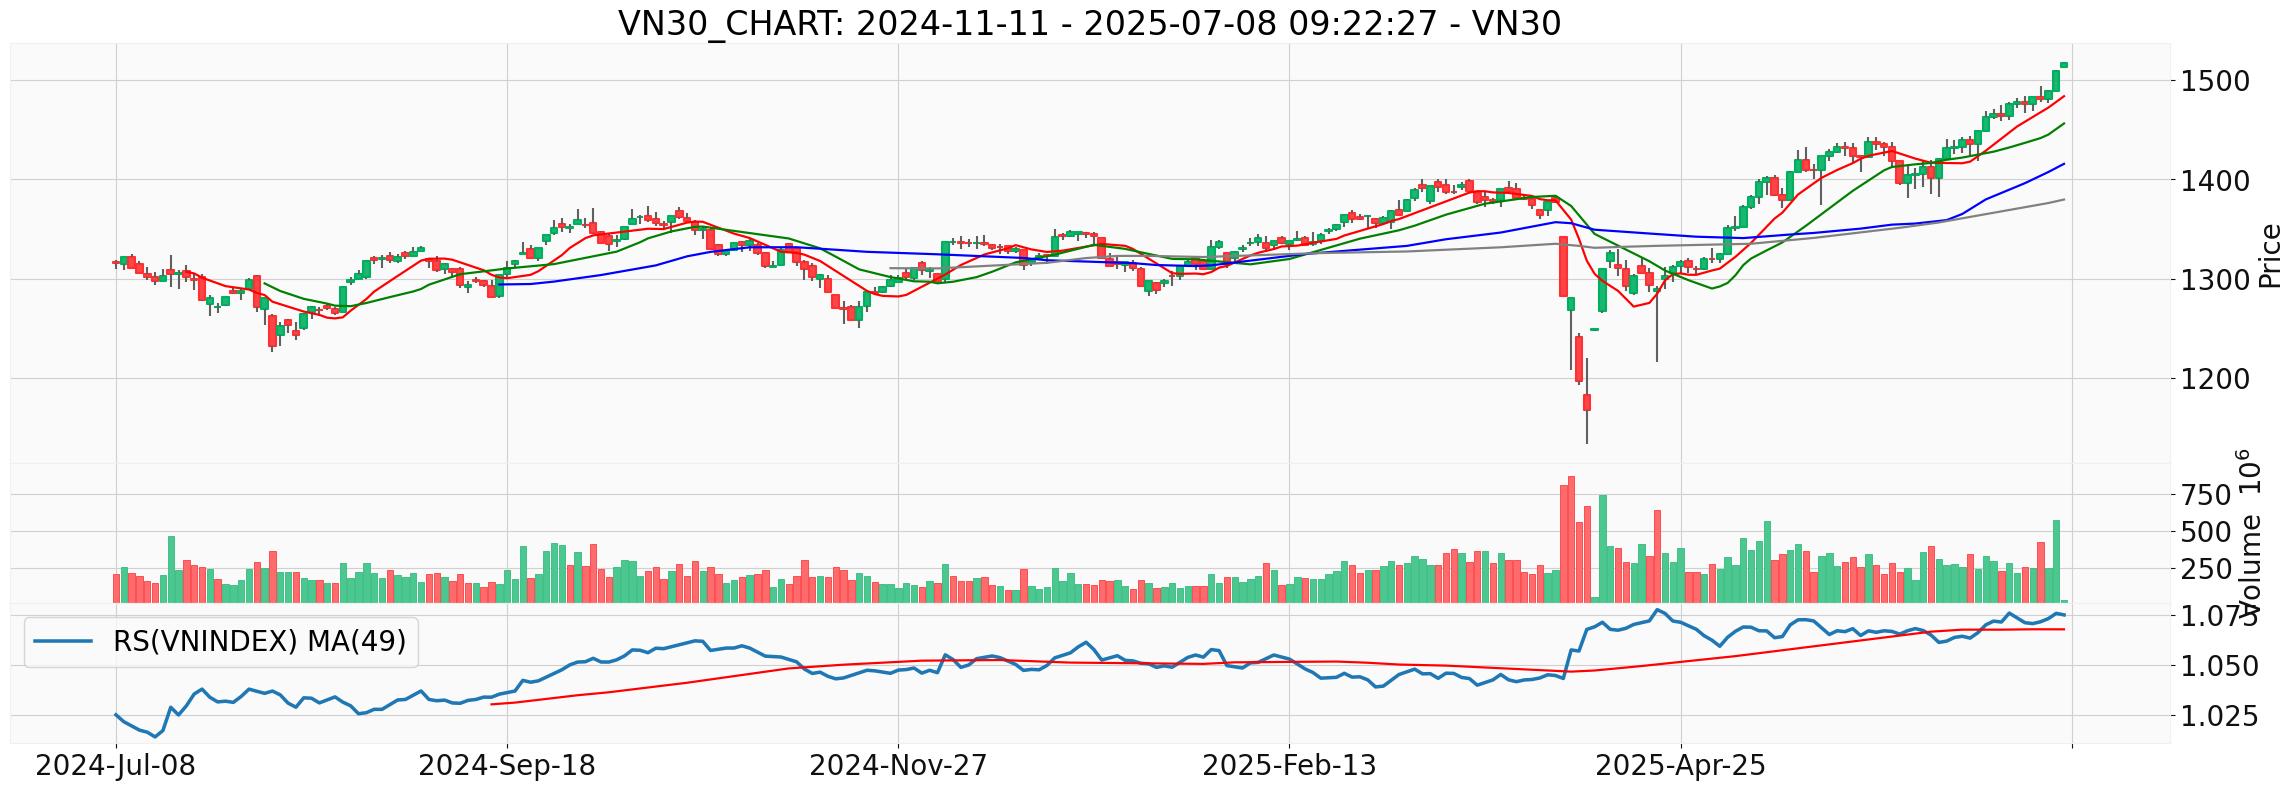 VN30_CHART: 2024-11-11 - 2025-07-08 09:22:27 - VN30
1500
1400
1300
1200
Price
750
500
250
Volume 10⁶
1.075
1.050
1.025
RS(VNINDEX) MA(49)
2024-Jul-08
2024-Sep-18
2024-Nov-27
2025-Feb-13
2025-Apr-25